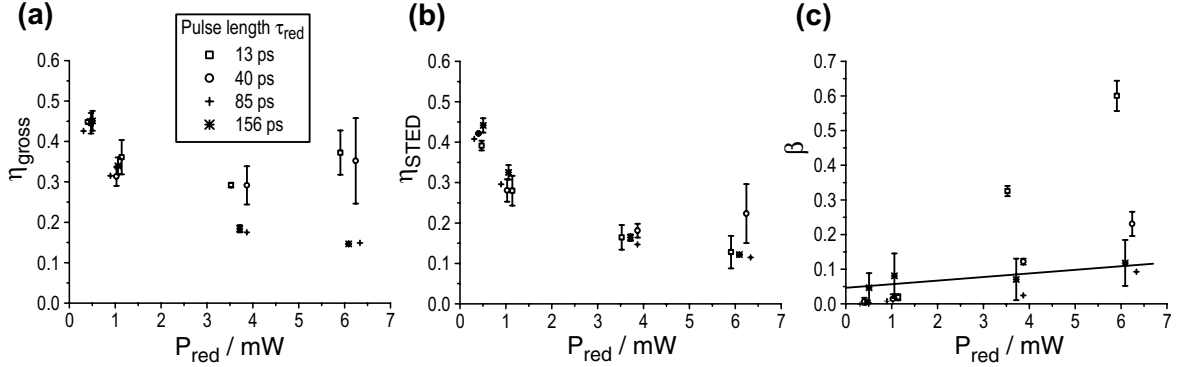 (a)
Pulse length τred
13 ps
40 ps
85 ps
156 ps
ηgross
0.6
0.5
0.4
0.3
0.2
0.1
0.0
0 1 2 3 4 5 6 7
Pred / mW
(b)
ηSTED
0.6
0.5
0.4
0.3
0.2
0.1
0.0
0 1 2 3 4 5 6 7
Pred / mW
(c)
β
0.7
0.6
0.5
0.4
0.3
0.2
0.1
0.0
0 1 2 3 4 5 6 7
Pred / mW